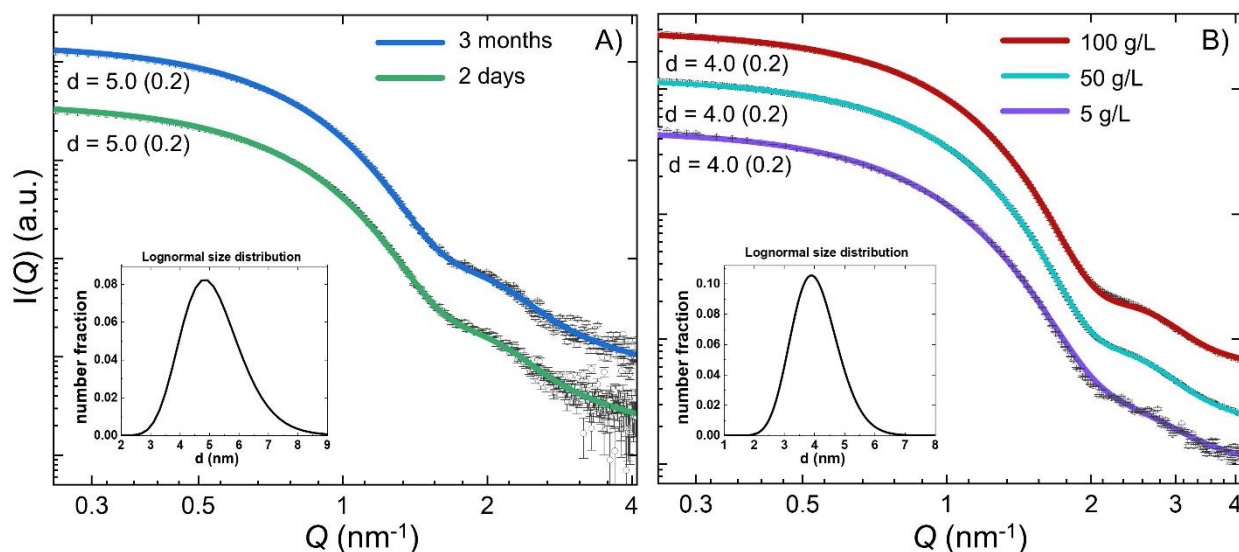 I(Q) (a.u.)
A)
3 months
2 days
d = 5.0 (0.2)
d = 5.0 (0.2)
Lognormal size distribution
number fraction
0.08
0.06
0.04
0.02
0.00
2 3 4 5 6 7 8 9
d (nm)
0.3 0.5 1 2 4
Q (nm⁻¹)
B)
100 g/L
50 g/L
5 g/L
d = 4.0 (0.2)
d = 4.0 (0.2)
d = 4.0 (0.2)
Lognormal size distribution
number fraction
0.10
0.08
0.06
0.04
0.02
0.00
1 2 3 4 5 6 7 8
d (nm)
0.3 0.5 1 2 3 4
Q (nm⁻¹)